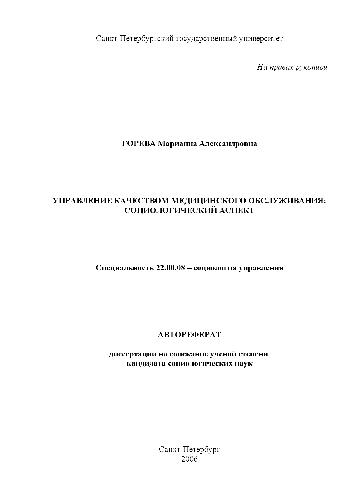 Санкт-Петербургский государственный университет
На правах рукописи
ГОРЕВА Марианна Александровна
УПРАВЛЕНИЕ КАЧЕСТВОМ МЕДИЦИНСКОГО ОБСЛУЖИВАНИЯ:
СОЦИОЛОГИЧЕСКИЙ АСПЕКТ
Специальность 22.00.08 – социология управления
АВТОРЕФЕРАТ
диссертации на соискание ученой степени
кандидата социологических наук
Санкт-Петербург
2006